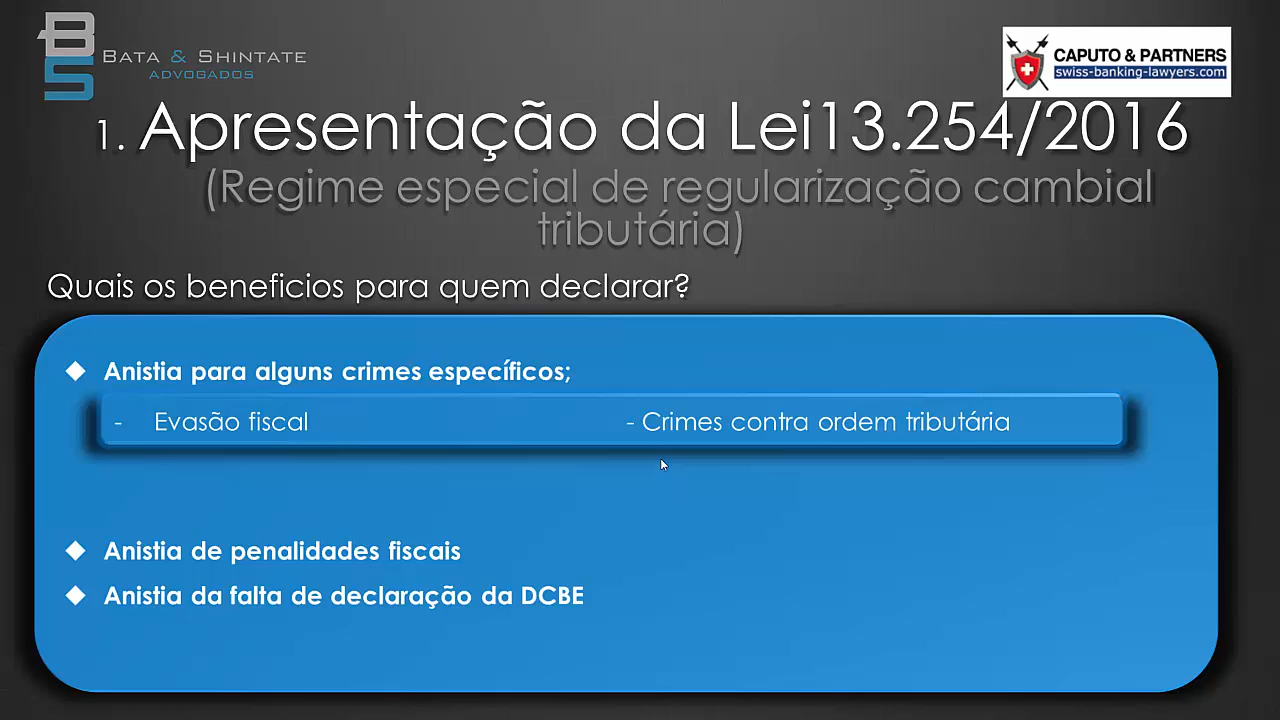 BS
BATA & SHINTATE
ADVOGADOS
CAPUTO & PARTNERS
swiss-banking-lawyers.com
1. Apresentação da Lei13.254/2016
(Regime especial de regularização cambial
tributária)
Quais os beneficios para quem declarar?
Anistia para alguns crimes específicos;
- Evasão fiscal - Crimes contra ordem tributária
Anistia de penalidades fiscais
Anistia da falta de declaração da DCBE